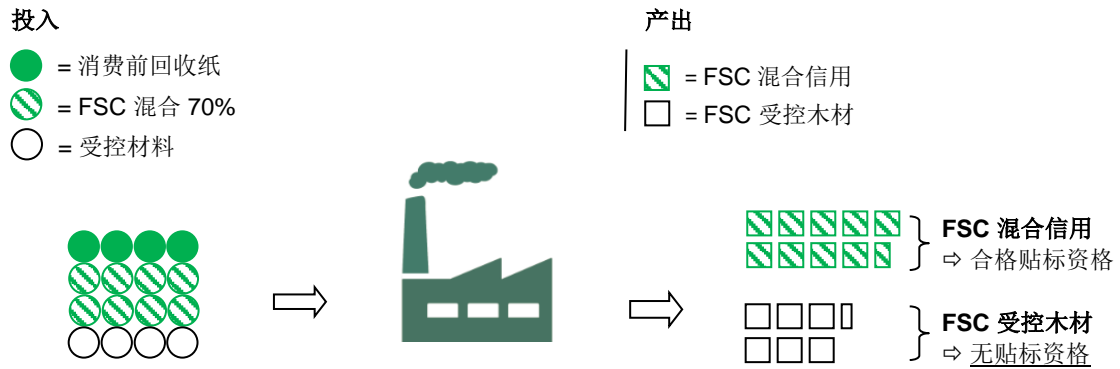 投入
= 消费前回收纸
= FSC 混合 70%
= 受控材料
产出
= FSC 混合信用
= FSC 受控木材
FSC 混合信用
⇨ 合格贴标资格
FSC 受控木材
⇨ 无贴标资格